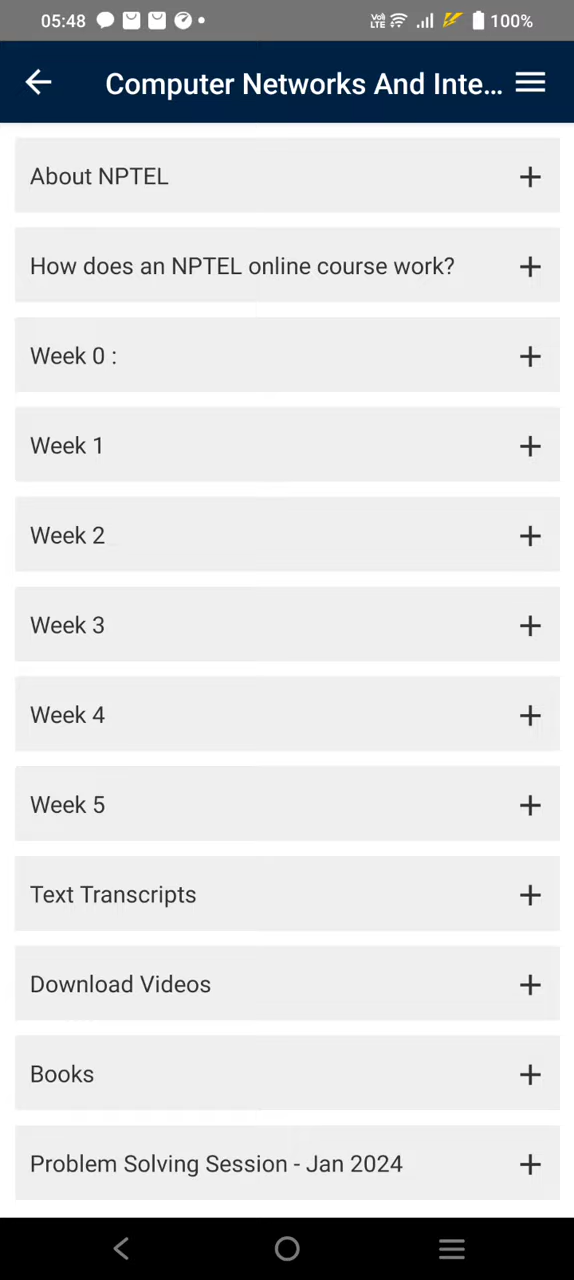 05:48
Vo) LTE
100%
Computer Networks And Inte...
About NPTEL
How does an NPTEL online course work?
Week 0 :
Week 1
Week 2
Week 3
Week 4
Week 5
Text Transcripts
Download Videos
Books
Problem Solving Session - Jan 2024